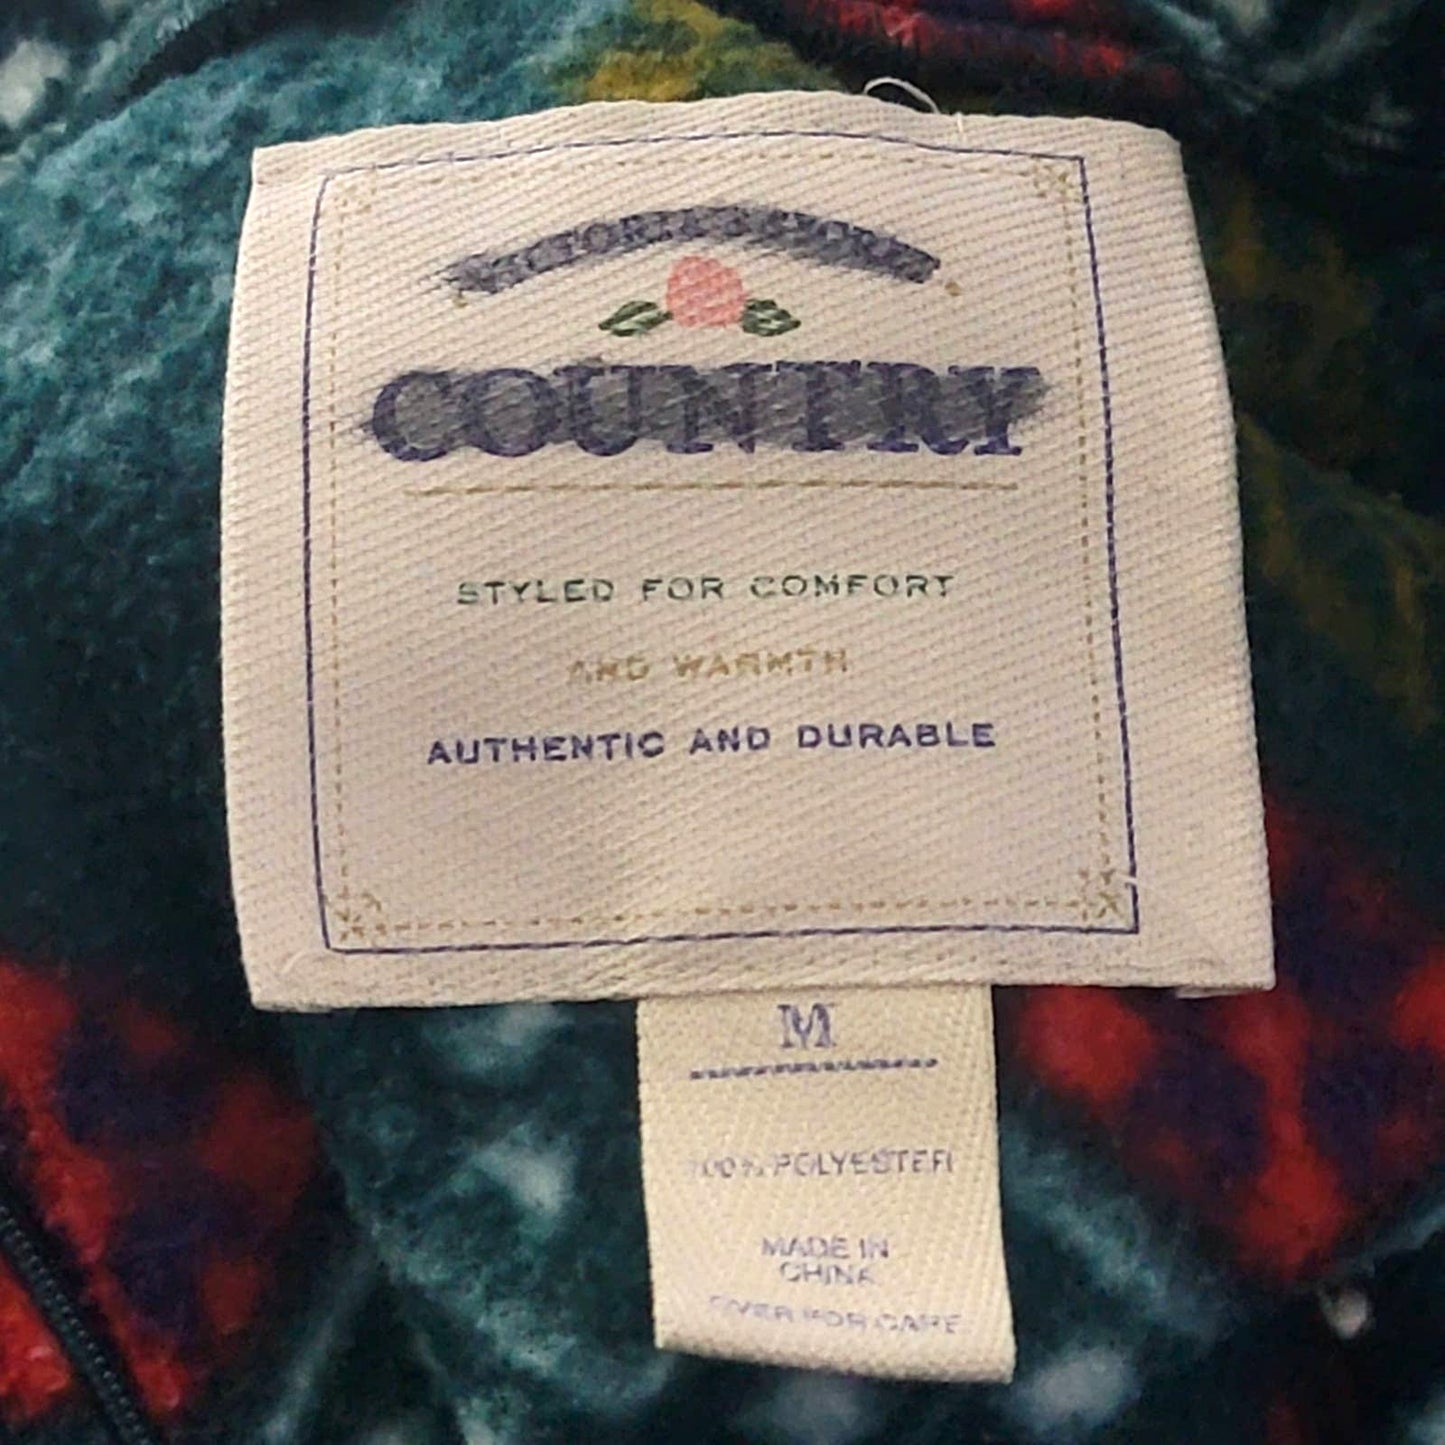 COUNTRY
STYLED FOR COMFORT
AND WARMTH
AUTHENTIC AND DURABLE
M
100% POLYESTER
MADE IN
CHINA
OVER FOR CARE